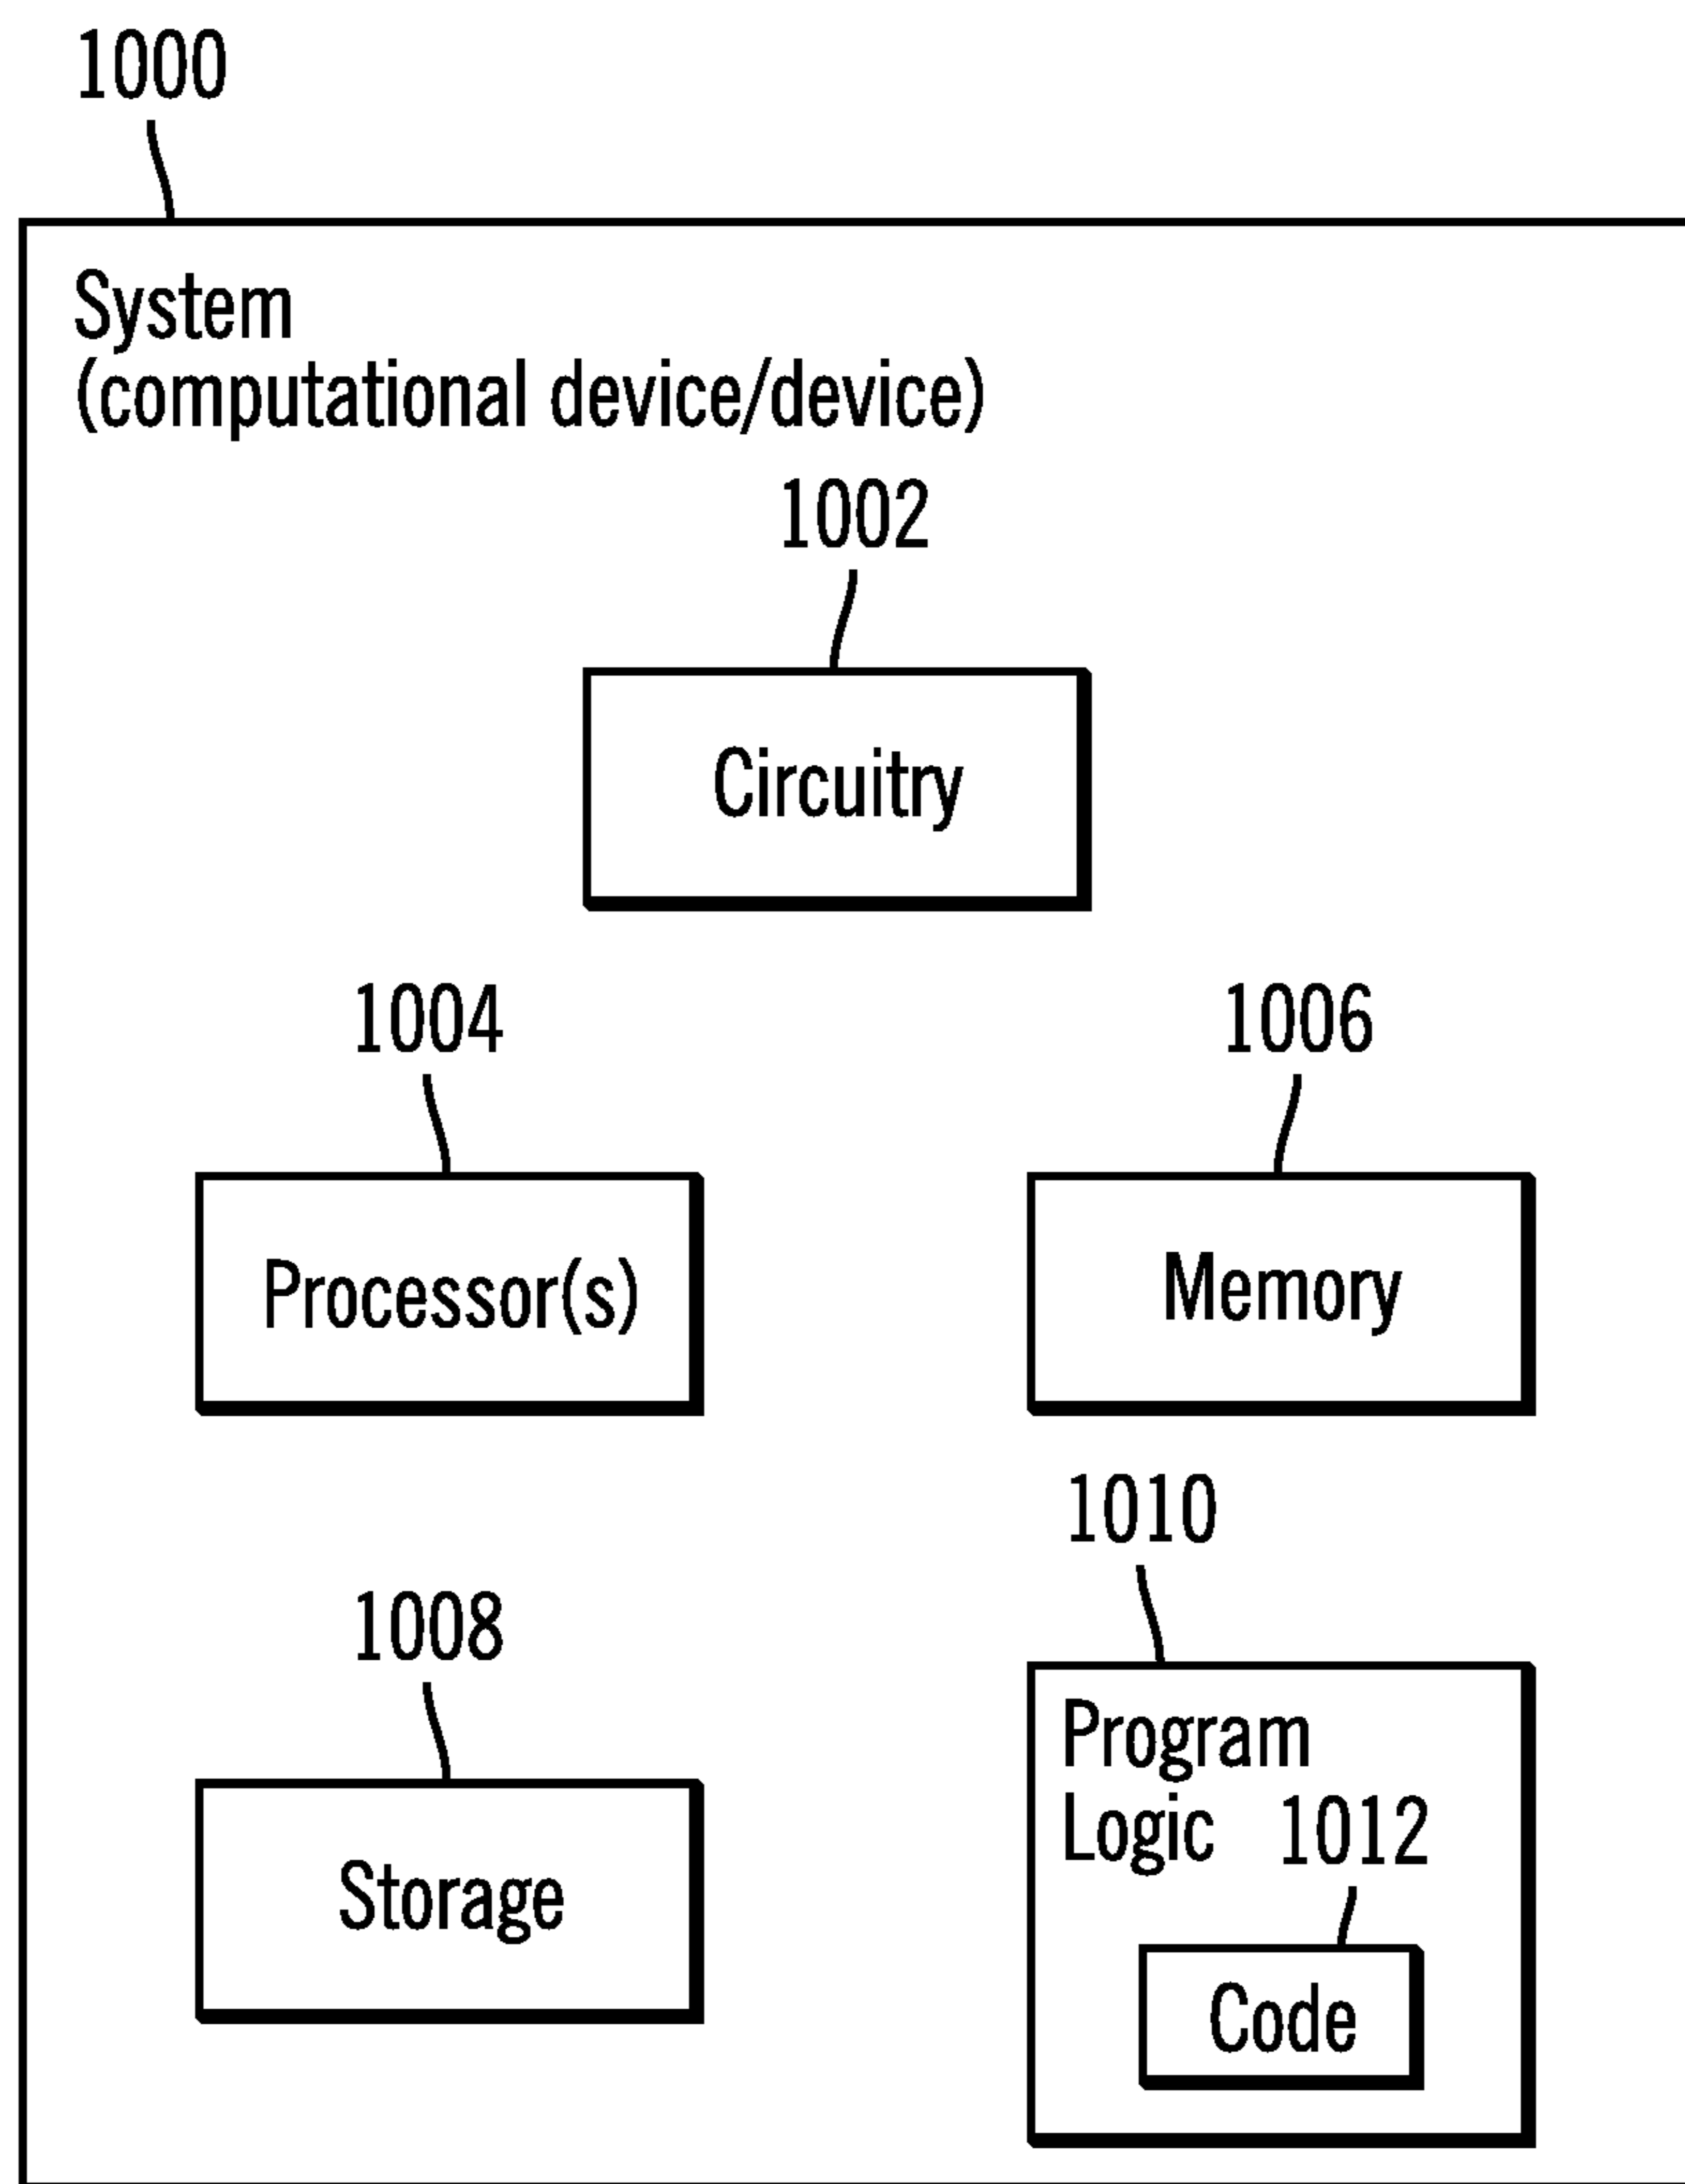 1000
System
(computational device/device)
1002
Circuitry
1004
1006
Processor(s)
Memory
1010
1008
Program
Logic 1012
Storage
Code